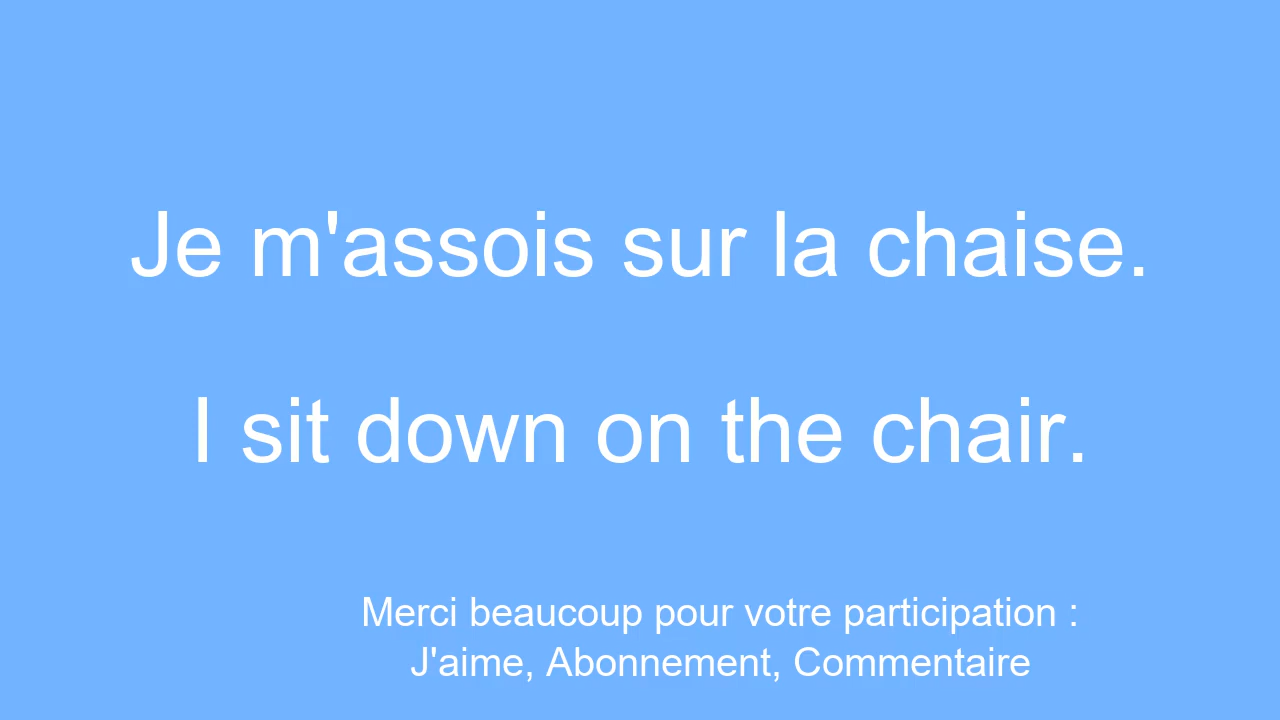 Je m'assois sur la chaise.
I sit down on the chair.
Merci beaucoup pour votre participation :
J'aime, Abonnement, Commentaire